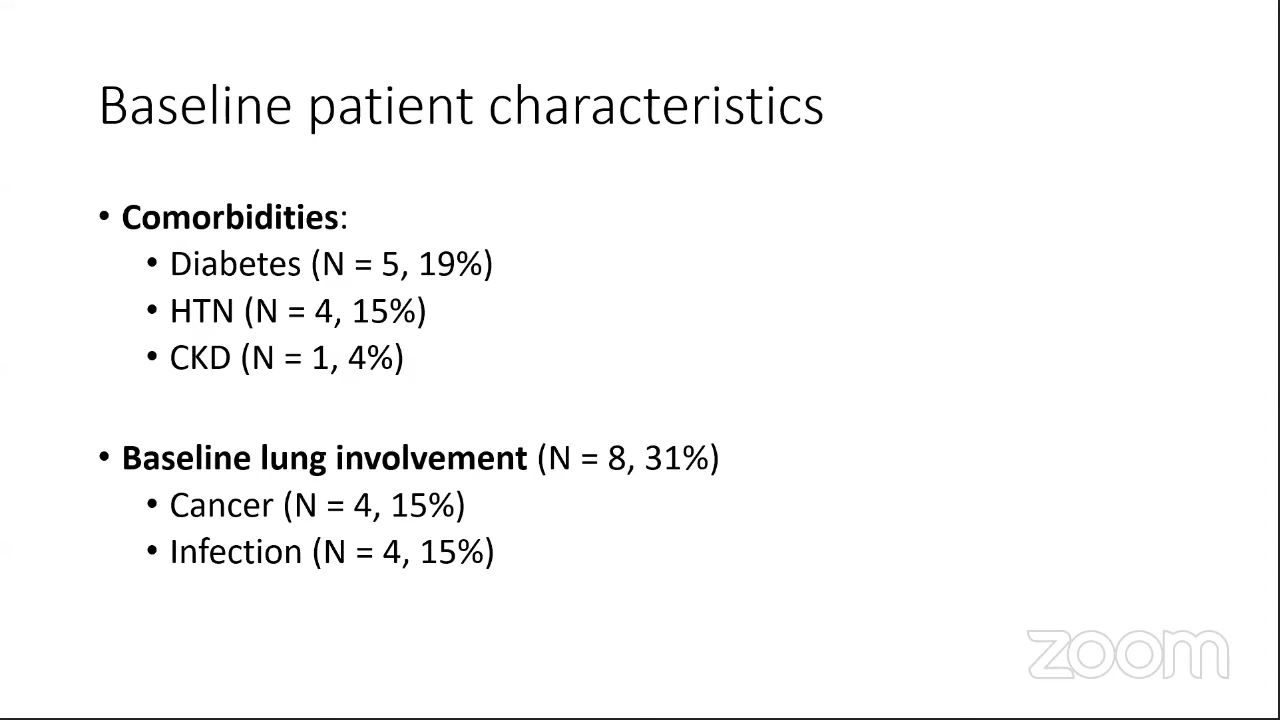 Baseline patient characteristics
• Comorbidities:
• Diabetes (N = 5, 19%)
• HTN (N = 4, 15%)
• CKD (N = 1, 4%)
• Baseline lung involvement (N = 8, 31%)
• Cancer (N = 4, 15%)
• Infection (N = 4, 15%)
zoom